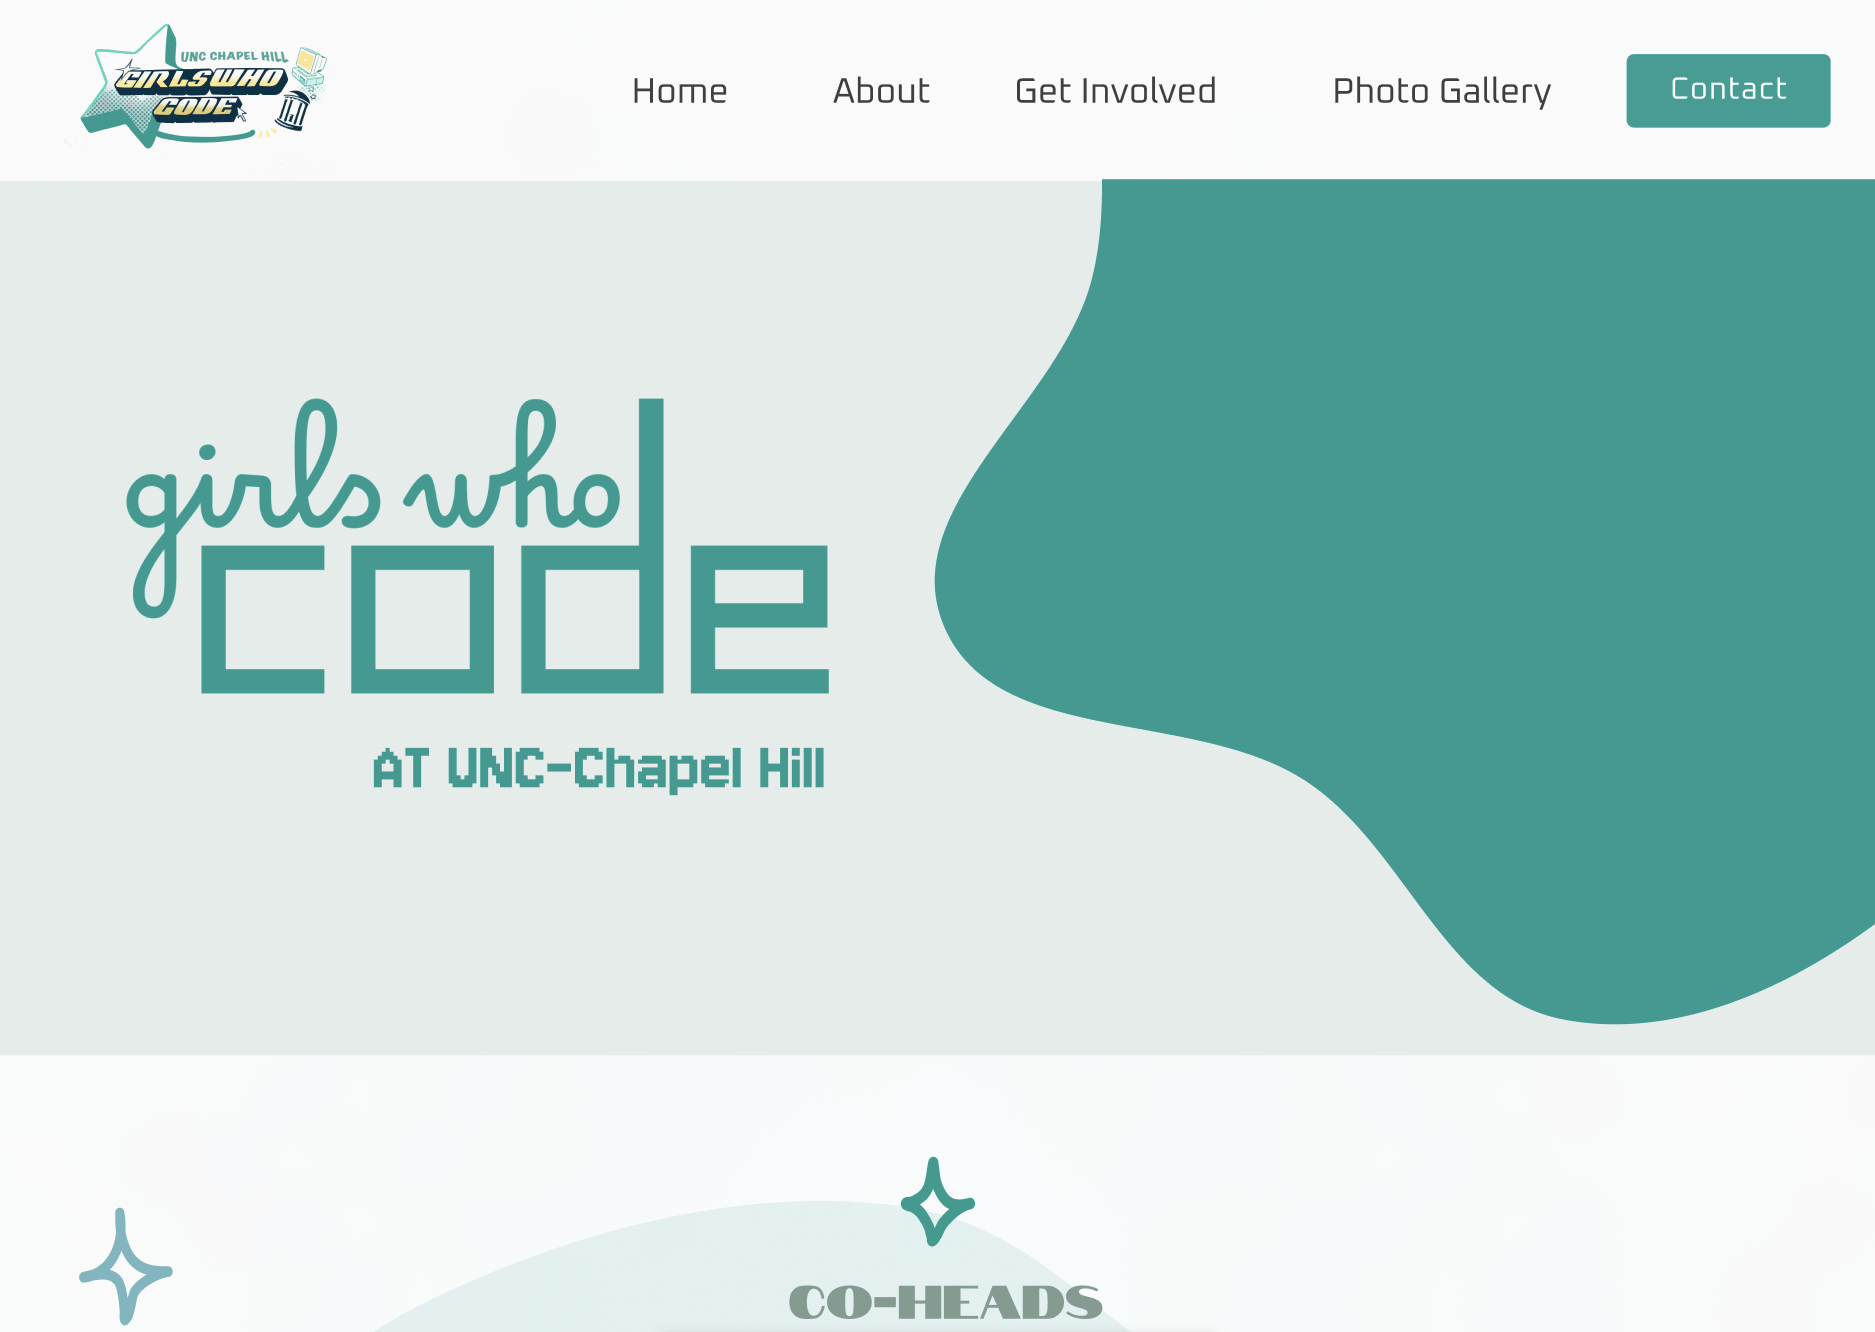 UNC CHAPEL HILL
GIRLS WHO
CODE
Home About Get Involved Photo Gallery Contact
girls who
code
AT UNC-Chapel Hill
CO-HEADS